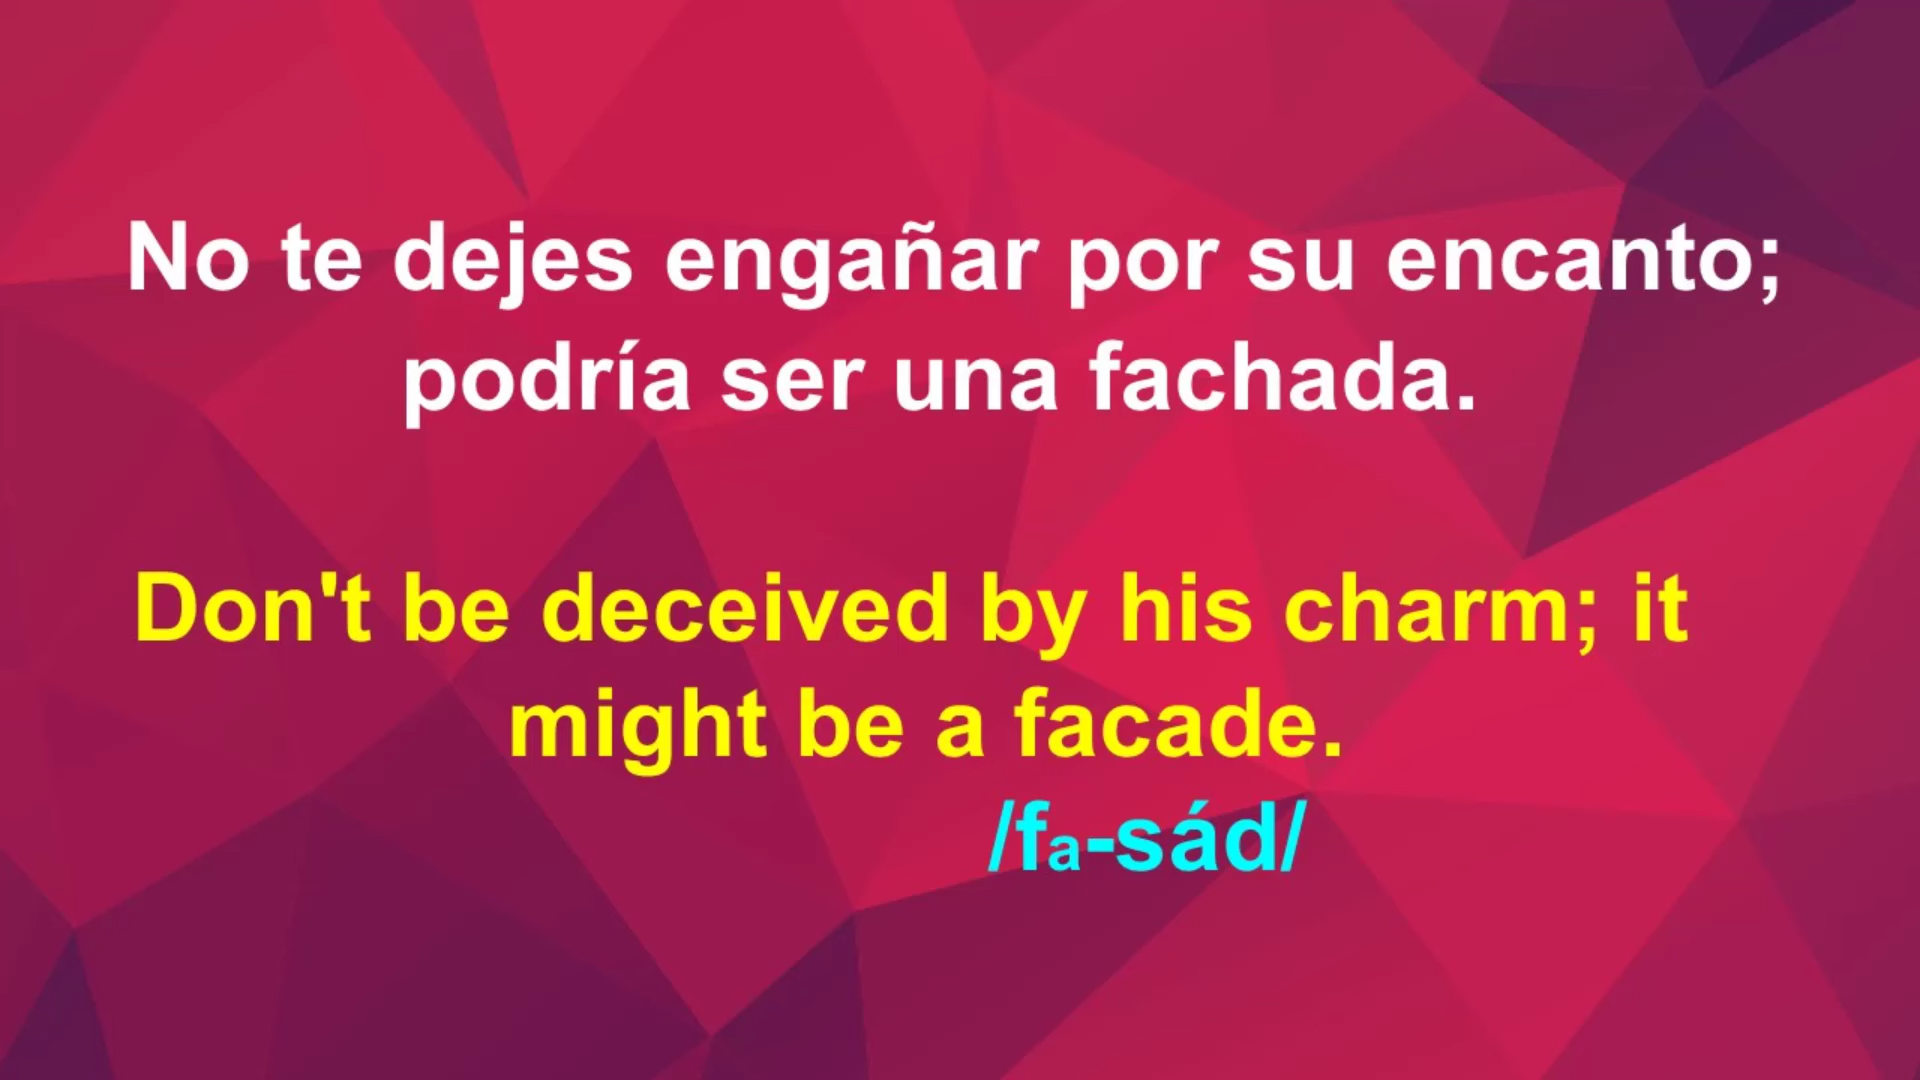 No te dejes engañar por su encanto;
podría ser una fachada.
Don't be deceived by his charm; it
might be a facade.
/fa-sád/